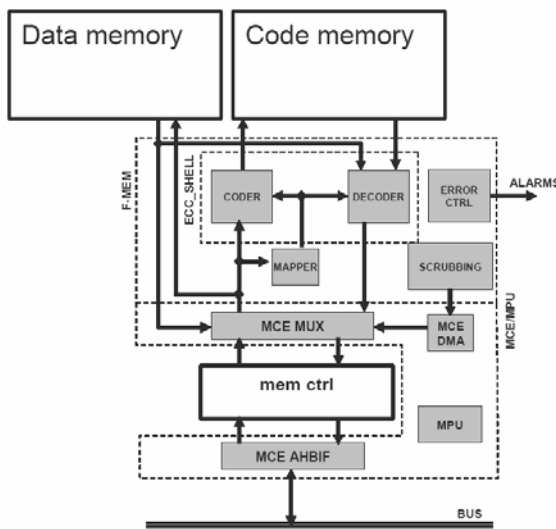 Data memory
Code memory
F-MEM
ECC_SHELL
CODER
DECODER
ERROR
CTRL
ALARMS
MAPPER
SCRUBBING
MCE MUX
MCE
DMA
MCE/MPU
mem ctrl
MPU
MCE AHBIF
BUS